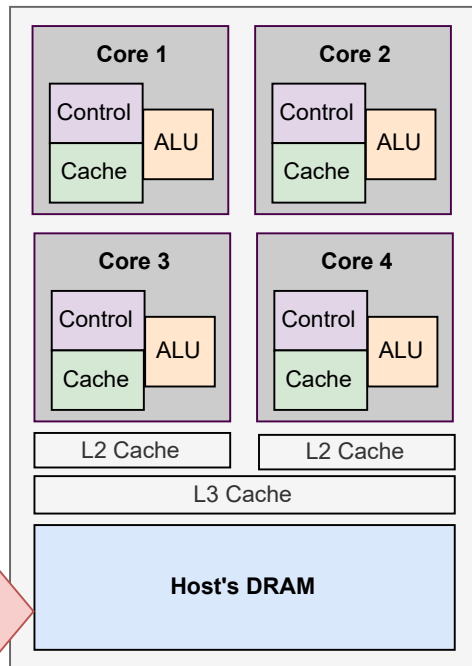 Core 1
Core 2
Control
ALU
Cache
Control
ALU
Cache
Core 3
Core 4
Control
ALU
Cache
Control
ALU
Cache
L2 Cache
L2 Cache
L3 Cache
Host's DRAM